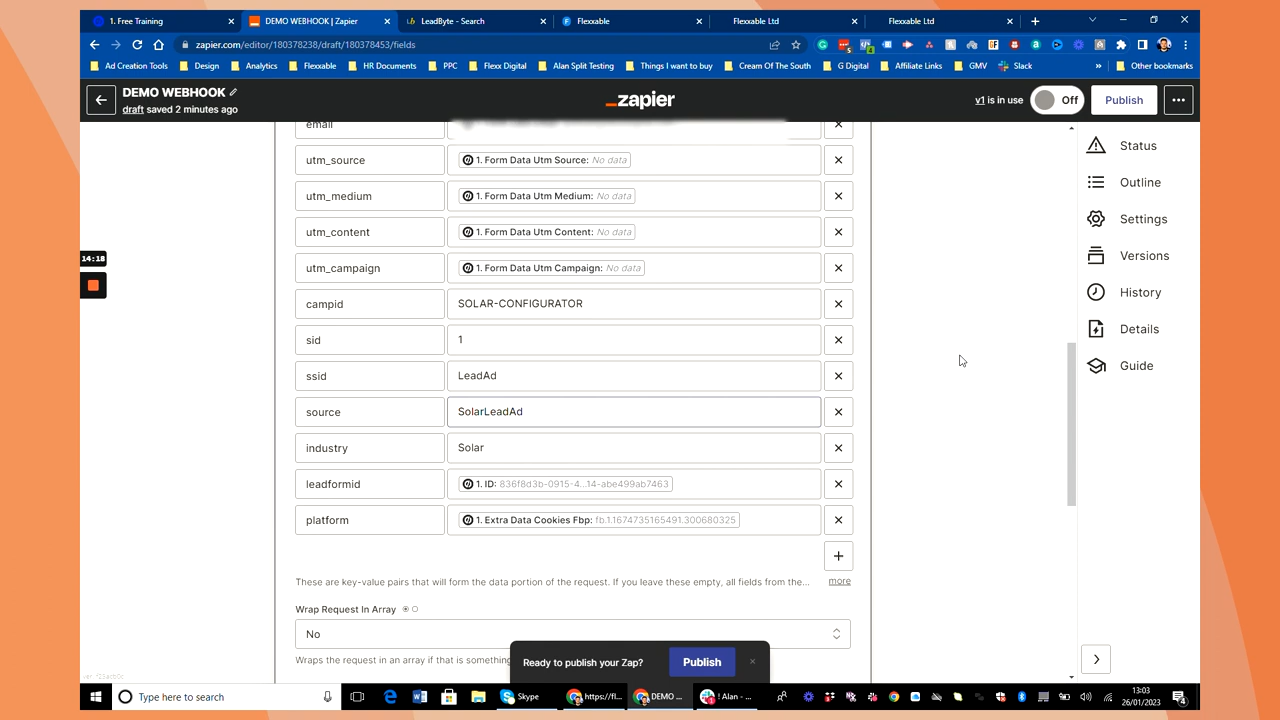 1. Free Training
DEMO WEBHOOK | Zapier
LeadByte - Search
Flexxable
Flexxable Ltd
Flexxable Ltd
zapier.com/editor/180378238/draft/180378453/fields
Ad Creation Tools
Design
Analytics
Flexxable
HR Documents
PPC
Flexx Digital
Alan Split Testing
Things I want to buy
Cream Of The South
G Digital
Affiliate Links
GMV
Slack
Other bookmarks
DEMO WEBHOOK
draft saved 2 minutes ago
zapier
v1 is in use
Off
Publish
email
utm_source
1. Form Data Utm Source: No data
utm_medium
1. Form Data Utm Medium: No data
utm_content
1. Form Data Utm Content: No data
utm_campaign
1. Form Data Utm Campaign: No data
campid
SOLAR-CONFIGURATOR
sid
1
ssid
LeadAd
source
SolarLeadAd
industry
Solar
leadformid
1. ID: 836f8d3b-0915-4...14-abe499ab7463
platform
1. Extra Data Cookies Fbp: fb.1.1674735165491.300680325
These are key-value pairs that will form the data portion of the request. If you leave these empty, all fields from the...
more
Wrap Request In Array
No
Wraps the request in an array if that is something
Ready to publish your Zap?
Publish
Status
Outline
Settings
Versions
History
Details
Guide
14:18
Type here to search
Skype
https://fl...
DEMO ...
! Alan - ...
13:03
26/01/2023
4